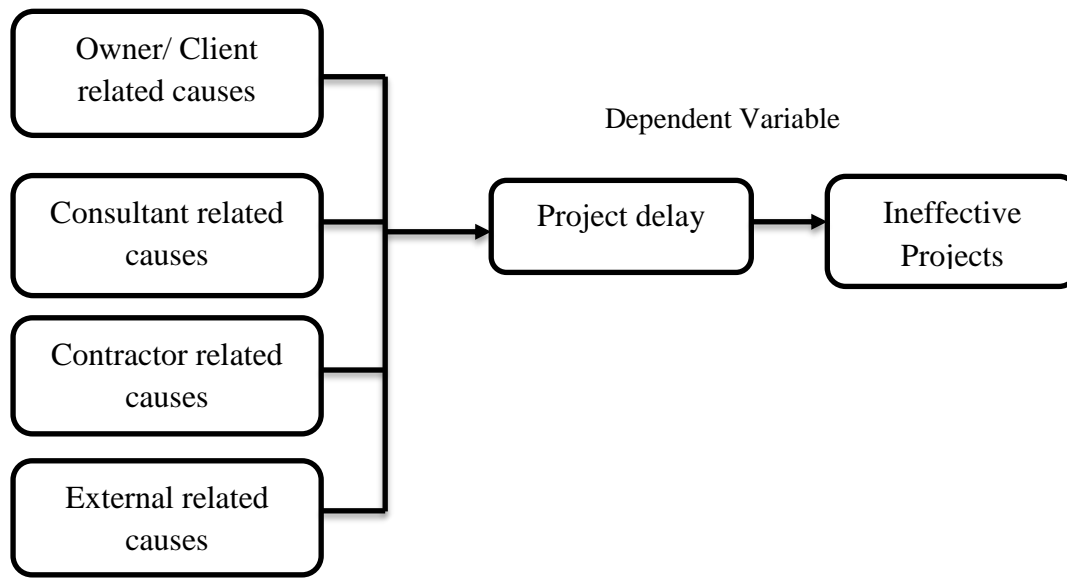 Owner/ Client
related causes
Dependent Variable
Consultant related
causes
Project delay
Ineffective
Projects
Contractor related
causes
External related
causes